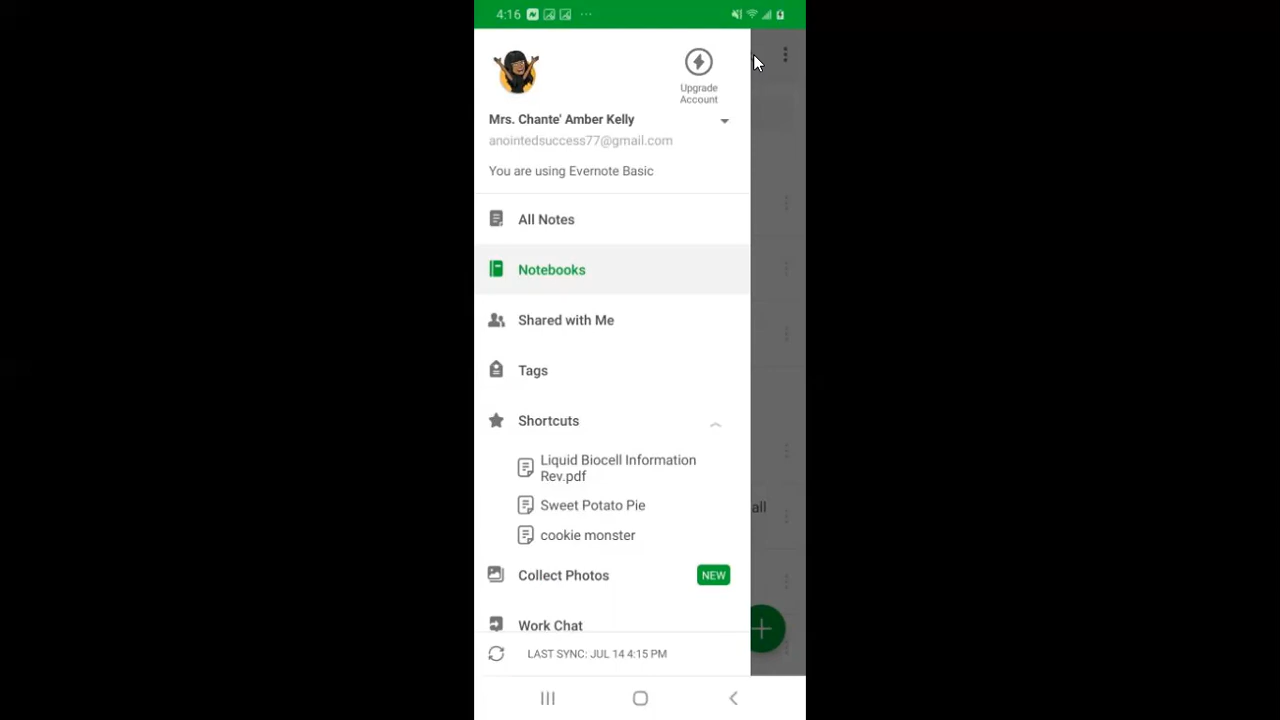 4:16
Upgrade
Account
Mrs. Chante' Amber Kelly
anointedsuccess77@gmail.com
You are using Evernote Basic
All Notes
Notebooks
Shared with Me
Tags
Shortcuts
Liquid Biocell Information
Rev.pdf
Sweet Potato Pie
all
cookie monster
Collect Photos NEW
Work Chat
LAST SYNC: JUL 14 4:15 PM